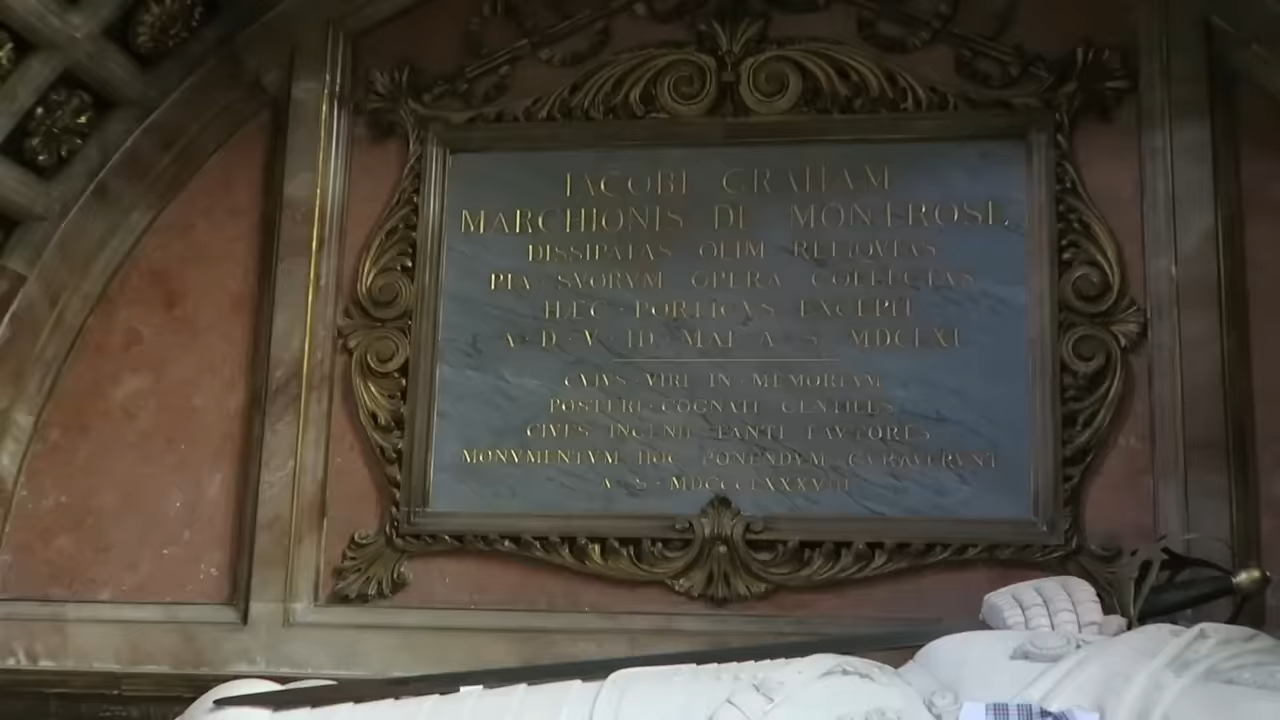 IACOBI GRAHAM
MARCHIONIS DE MONTROSE
DISSIPATAS OLIM RELIQVIAS
PIA SVORVM OPERA COLLECTAS
HÆC · PORTICVS EXCEPIT
A · D · V · ID MAI A · S MDCLXI
CVIVS · VIRI IN · MEMORIAM
POSTERI · COGNATI GENTILES
CIVES INGENII TANTI FAVTORES
MONVMENTVM HOC PONENDVM CVRAVERVNT
A · S · MDCCCLXXXVIII